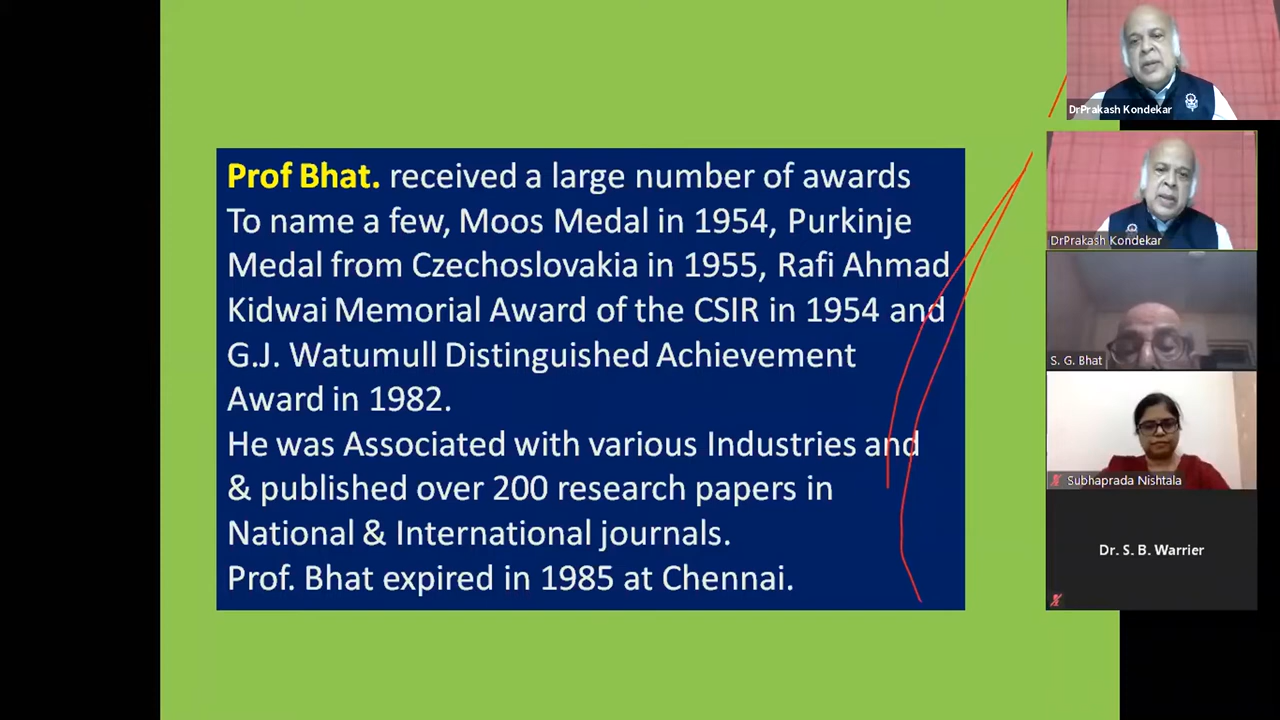 Prof Bhat. received a large number of awards
To name a few, Moos Medal in 1954, Purkinje
Medal from Czechoslovakia in 1955, Rafi Ahmad
Kidwai Memorial Award of the CSIR in 1954 and
G.J. Watumull Distinguished Achievement
Award in 1982.
He was Associated with various Industries and
& published over 200 research papers in
National & International journals.
Prof. Bhat expired in 1985 at Chennai.
DrPrakash Kondekar
DrPrakash Kondekar
S. G. Bhat
Subhaprada Nishtala
Dr. S. B. Warrier